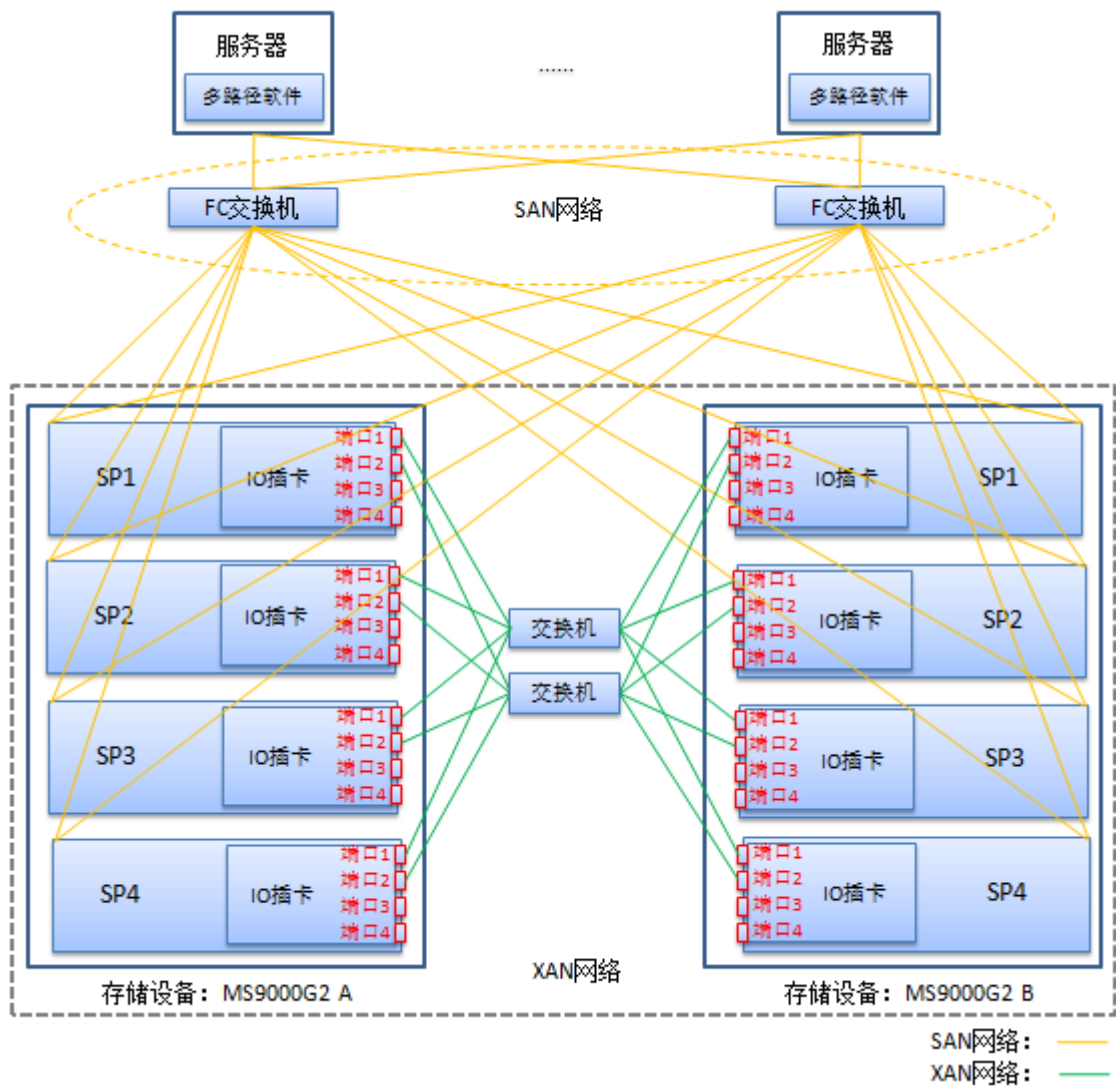 服务器
多路径软件
......
服务器
多路径软件
FC交换机
SAN网络
FC交换机
SP1
IO插卡
端口1
端口2
端口3
端口4
SP2
IO插卡
端口1
端口2
端口3
端口4
SP3
IO插卡
端口1
端口2
端口3
端口4
SP4
IO插卡
端口1
端口2
端口3
端口4
存储设备：MS9000G2 A
交换机
交换机
XAN网络
端口1
端口2
端口3
端口4
IO插卡
SP1
端口1
端口2
端口3
端口4
IO插卡
SP2
端口1
端口2
端口3
端口4
IO插卡
SP3
端口1
端口2
端口3
端口4
IO插卡
SP4
存储设备：MS9000G2 B
SAN网络：
XAN网络：